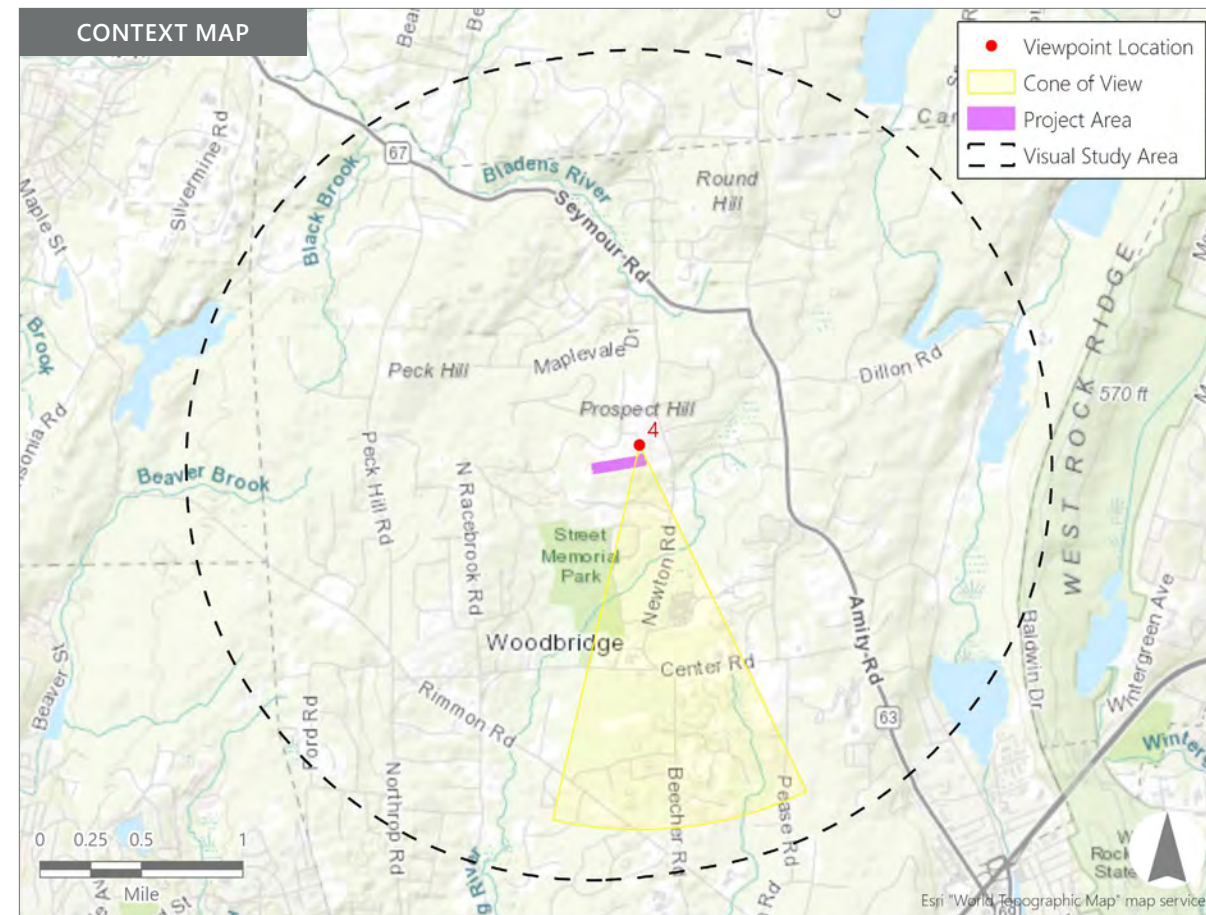 CONTEXT MAP
Viewpoint Location
Cone of View
Project Area
Visual Study Area
67
Silvermine Rd
Maple St
Black Brook
Bladens River
Seymour Rd
Round
Hill
Brook
Peck Hill
Maplevale Dr
Dillon Rd
WEST ROCK RIDGE
570 ft
Prospect Hill
4
Beaver Brook
Peck Hill Rd
N Racebrook Rd
Street
Memorial
Park
Newton Rd
Woodbridge
Center Rd
Amity Rd
Baldwin Dr
Wintergreen Ave
Beaver St
Rimmon Rd
Ford Rd
63
Northrop Rd
Beecher Rd
Pease Rd
0 0.25 0.5 1
Mile
Rd
St
Esri "World Topographic Map" map service